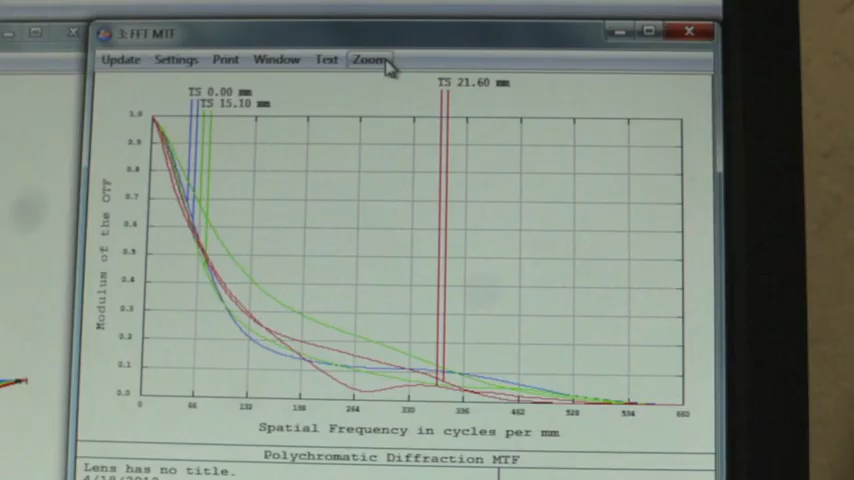 3: FFT MTF
Update Settings Print Window Text Zoom
TS 0.00 mm
TS 15.10 mm
TS 21.60 mm
1.0
0.9
0.8
0.7
0.6
0.5
0.4
0.3
0.2
0.1
0.0
Modulus of the OTF
0 66 132 198 264 330 396 462 528 594 660
Spatial Frequency in cycles per mm
Polychromatic Diffraction MTF
Lens has no title.